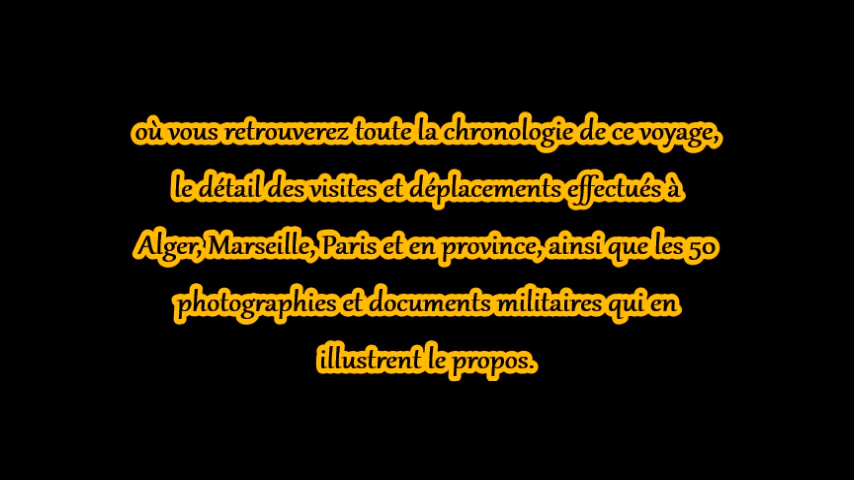 où vous retrouverez toute la chronologie de ce voyage,
le détail des visites et déplacements effectués à
Alger, Marseille, Paris et en province, ainsi que les 50
photographies et documents militaires qui en
illustrent le propos.